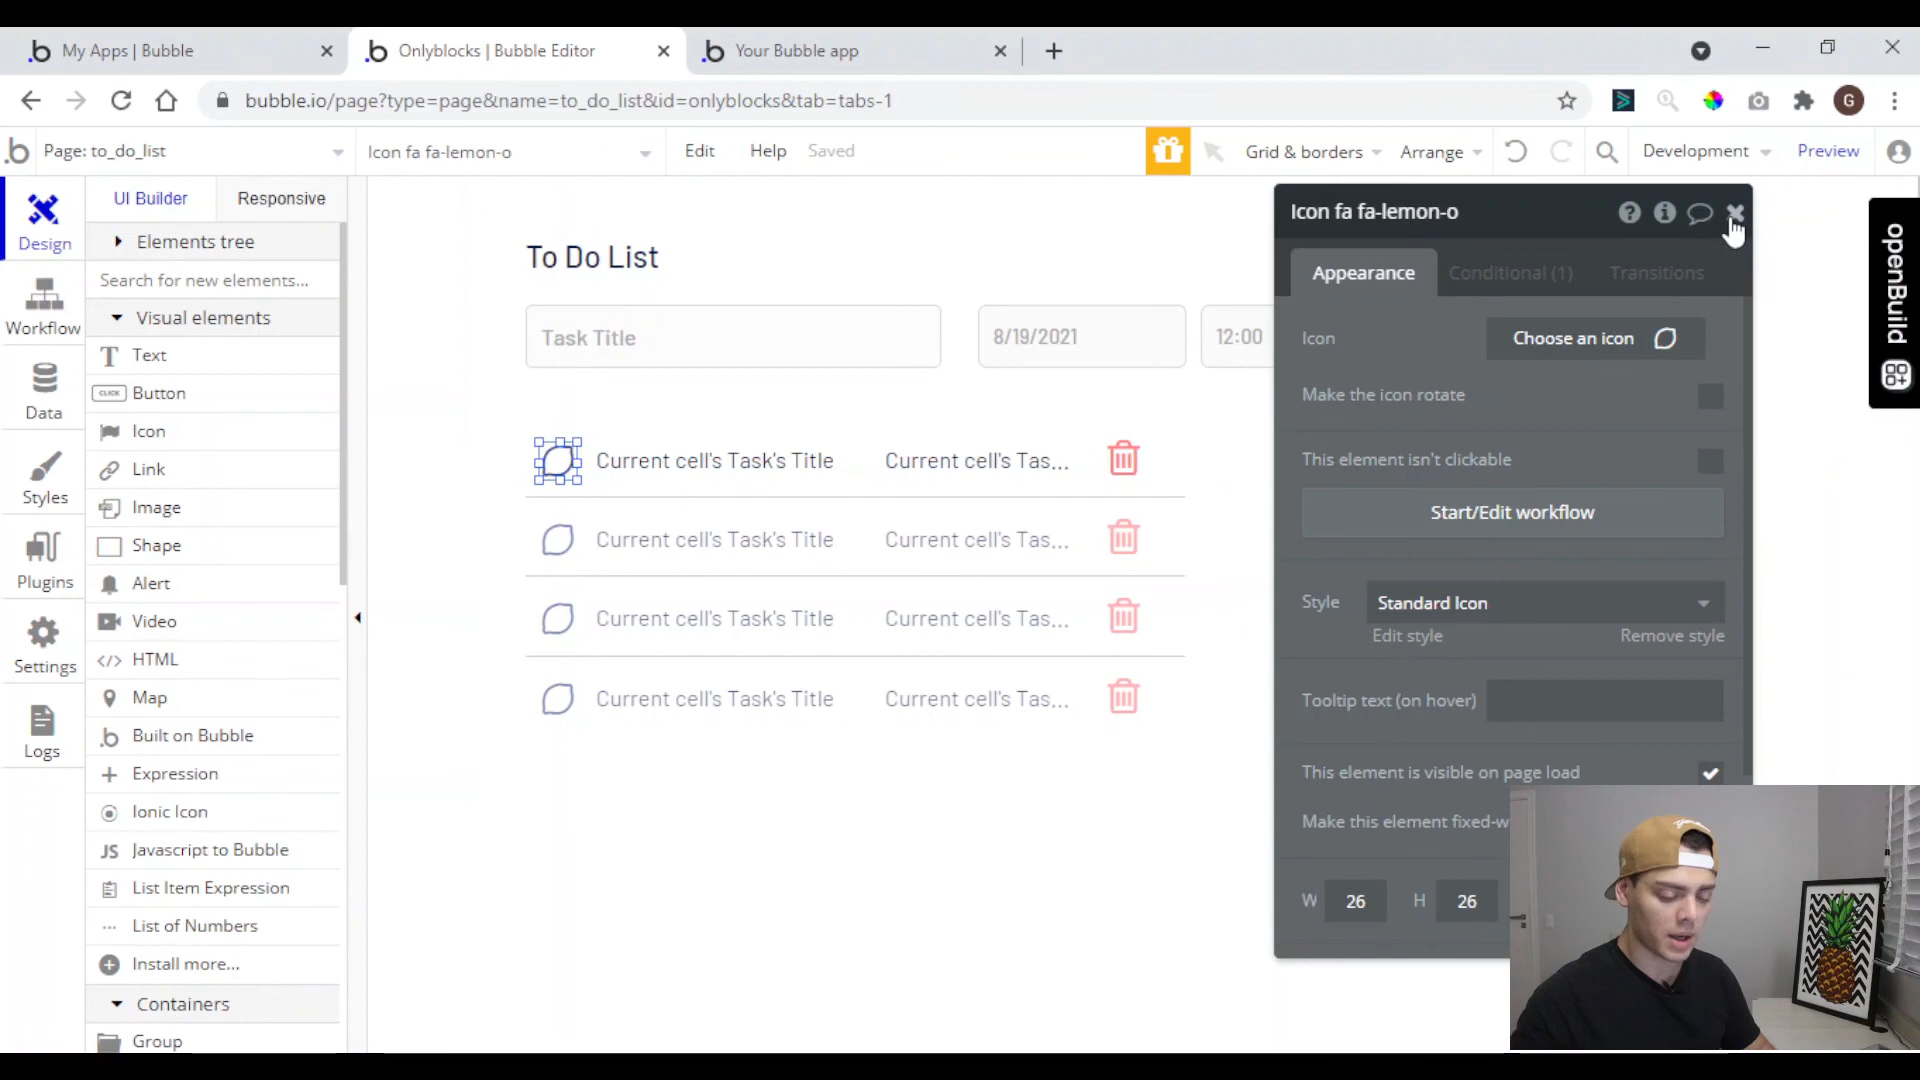 My Apps | Bubble
Onlyblocks | Bubble Editor
Your Bubble app
bubble.io/page?type=page&name=to_do_list&id=onlyblocks&tab=tabs-1
G
Page: to_do_list
Icon fa fa-lemon-o
Edit
Help
Saved
Grid & borders
Arrange
Development
Preview
Design
Workflow
Data
Styles
Plugins
Settings
Logs
UI Builder
Responsive
Elements tree
Search for new elements...
Visual elements
Text
CLICK Button
Icon
Link
Image
Shape
Alert
Video
HTML
Map
Built on Bubble
Expression
Ionic Icon
JS Javascript to Bubble
List Item Expression
List of Numbers
Install more...
Containers
Group
To Do List
Task Title
8/19/2021
12:00
Current cell's Task's Title Current cell's Tas...
Current cell's Task's Title Current cell's Tas...
Current cell's Task's Title Current cell's Tas...
Current cell's Task's Title Current cell's Tas...
Icon fa fa-lemon-o
Appearance
Conditional (1)
Transitions
Icon
Choose an icon
Make the icon rotate
This element isn't clickable
Start/Edit workflow
Style
Standard Icon
Edit style
Remove style
Tooltip text (on hover)
This element is visible on page load
Make this element fixed-w
W 26 H 26
openBuild